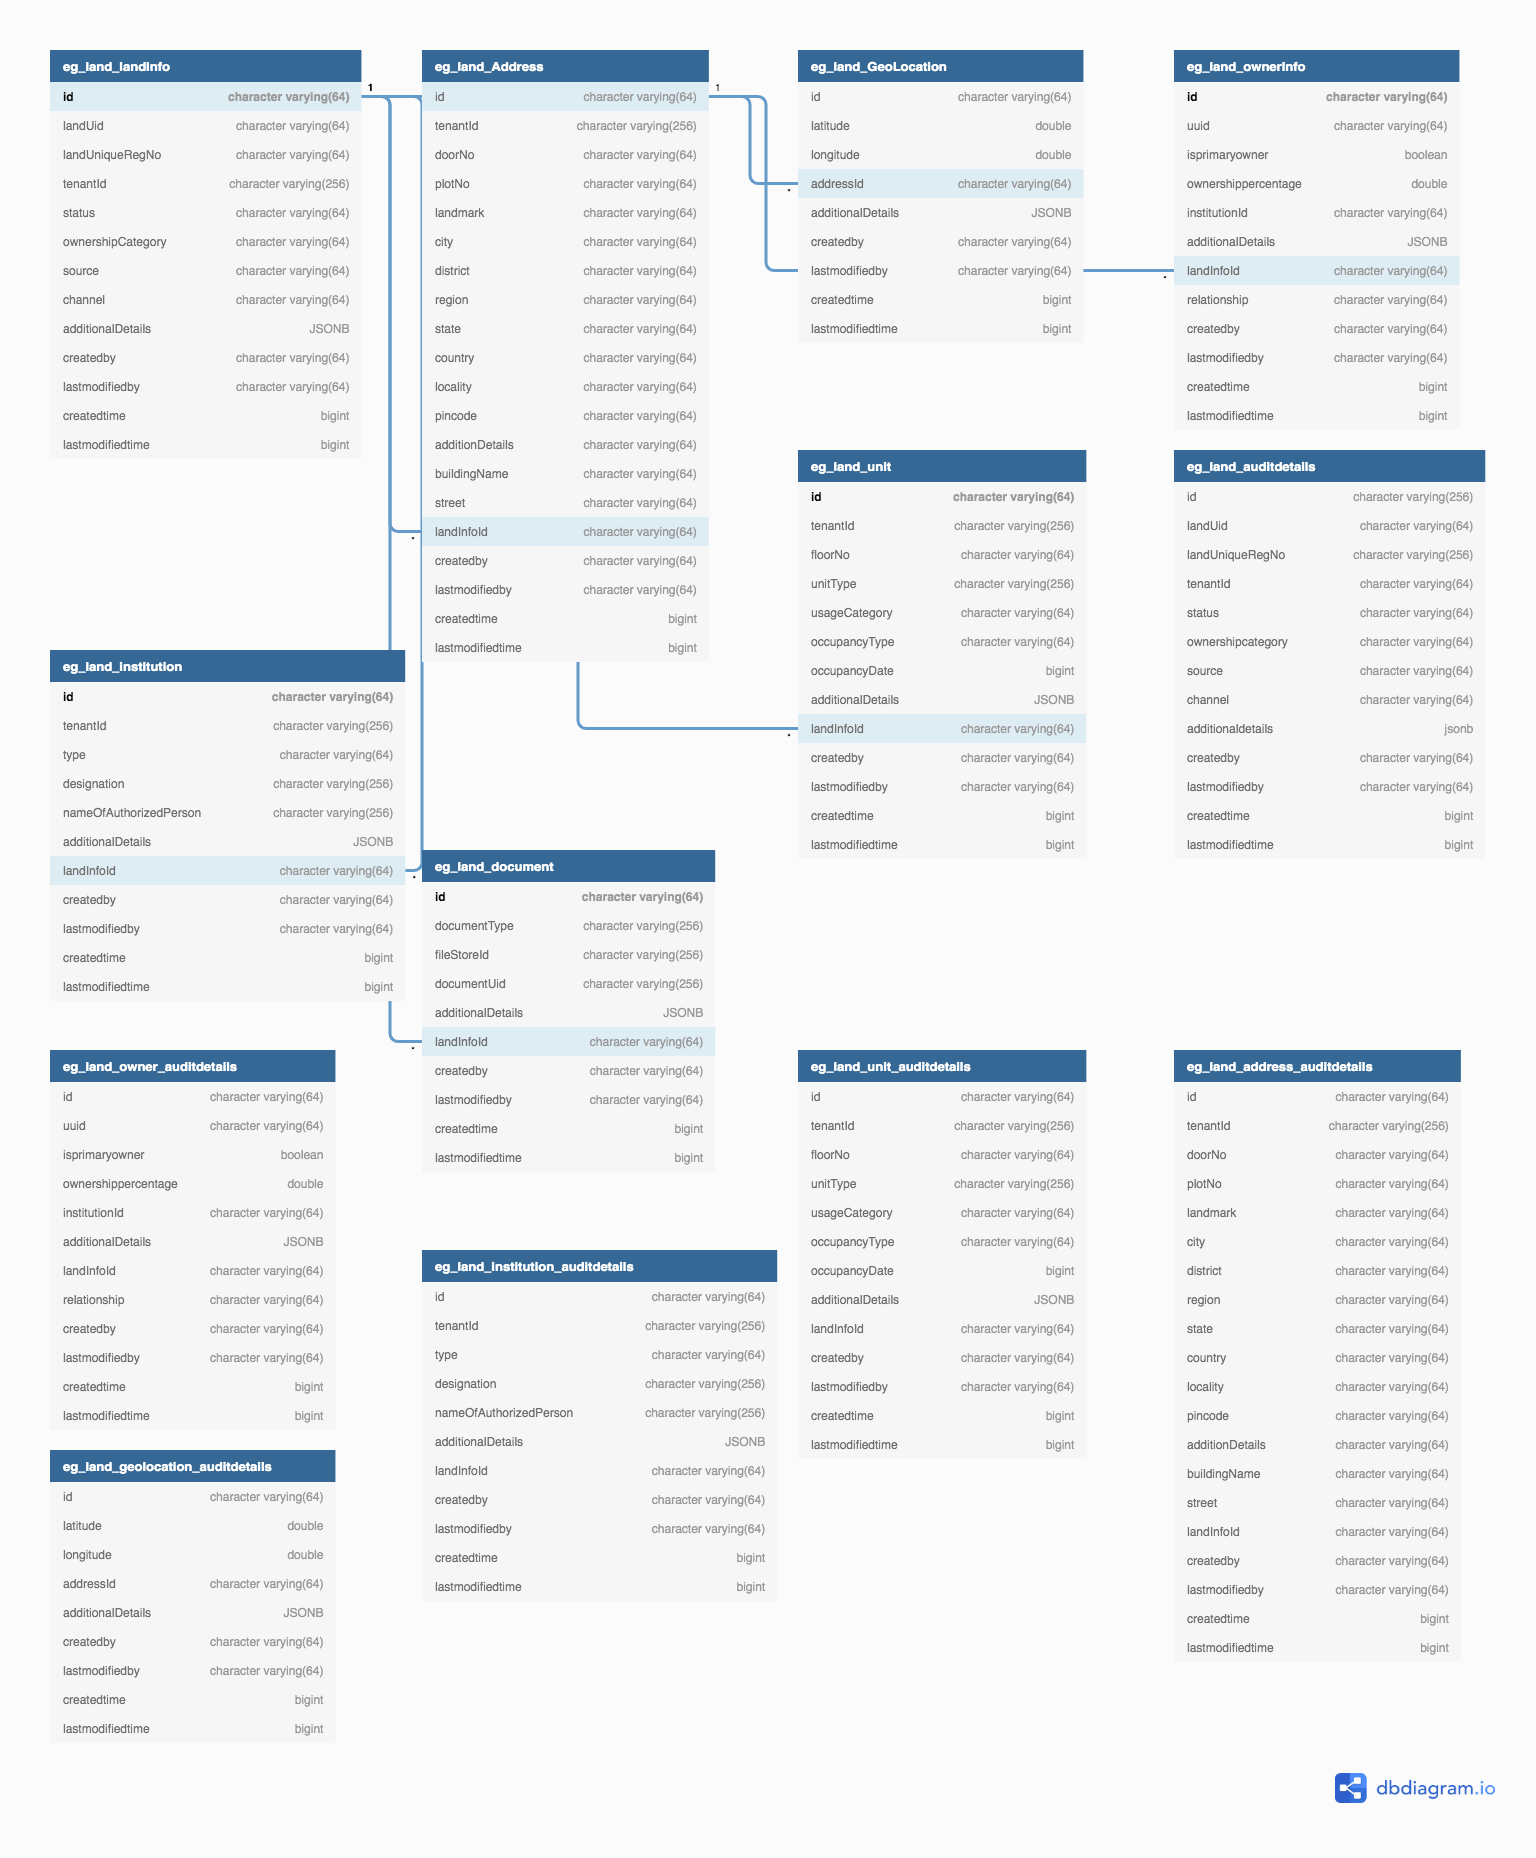 eg_land_landInfo
id character varying(64)
landUid character varying(64)
landUniqueRegNo character varying(64)
tenantId character varying(256)
status character varying(64)
ownershipCategory character varying(64)
source character varying(64)
channel character varying(64)
additionalDetails JSONB
createdby character varying(64)
lastmodifiedby character varying(64)
createdtime bigint
lastmodifiedtime bigint
1
eg_land_Address
id character varying(64)
tenantId character varying(256)
doorNo character varying(64)
plotNo character varying(64)
landmark character varying(64)
city character varying(64)
district character varying(64)
region character varying(64)
state character varying(64)
country character varying(64)
locality character varying(64)
pincode character varying(64)
additionDetails character varying(64)
buildingName character varying(64)
street character varying(64)
landInfoId character varying(64)
createdby character varying(64)
lastmodifiedby character varying(64)
createdtime bigint
lastmodifiedtime bigint
*
1
eg_land_GeoLocation
id character varying(64)
latitude double
longitude double
addressId character varying(64)
additionalDetails JSONB
createdby character varying(64)
lastmodifiedby character varying(64)
createdtime bigint
lastmodifiedtime bigint
*
eg_land_ownerInfo
id character varying(64)
uuid character varying(64)
isprimaryowner boolean
ownershippercentage double
institutionId character varying(64)
additionalDetails JSONB
landInfoId character varying(64)
relationship character varying(64)
createdby character varying(64)
lastmodifiedby character varying(64)
createdtime bigint
lastmodifiedtime bigint
*
eg_land_unit
id character varying(64)
tenantId character varying(256)
floorNo character varying(64)
unitType character varying(256)
usageCategory character varying(64)
occupancyType character varying(64)
occupancyDate bigint
additionalDetails JSONB
landInfoId character varying(64)
createdby character varying(64)
lastmodifiedby character varying(64)
createdtime bigint
lastmodifiedtime bigint
*
eg_land_auditdetails
id character varying(256)
landUid character varying(64)
landUniqueRegNo character varying(256)
tenantId character varying(64)
status character varying(64)
ownershipcategory character varying(64)
source character varying(64)
channel character varying(64)
additionaldetails jsonb
createdby character varying(64)
lastmodifiedby character varying(64)
createdtime bigint
lastmodifiedtime bigint
eg_land_institution
id character varying(64)
tenantId character varying(256)
type character varying(64)
designation character varying(256)
nameOfAuthorizedPerson character varying(256)
additionalDetails JSONB
landInfoId character varying(64)
createdby character varying(64)
lastmodifiedby character varying(64)
createdtime bigint
lastmodifiedtime bigint
*
eg_land_document
id character varying(64)
documentType character varying(256)
fileStoreId character varying(256)
documentUid character varying(256)
additionalDetails JSONB
landInfoId character varying(64)
createdby character varying(64)
lastmodifiedby character varying(64)
createdtime bigint
lastmodifiedtime bigint
*
eg_land_owner_auditdetails
id character varying(64)
uuid character varying(64)
isprimaryowner boolean
ownershippercentage double
institutionId character varying(64)
additionalDetails JSONB
landInfoId character varying(64)
relationship character varying(64)
createdby character varying(64)
lastmodifiedby character varying(64)
createdtime bigint
lastmodifiedtime bigint
eg_land_unit_auditdetails
id character varying(64)
tenantId character varying(256)
floorNo character varying(64)
unitType character varying(256)
usageCategory character varying(64)
occupancyType character varying(64)
occupancyDate bigint
additionalDetails JSONB
landInfoId character varying(64)
createdby character varying(64)
lastmodifiedby character varying(64)
createdtime bigint
lastmodifiedtime bigint
eg_land_address_auditdetails
id character varying(64)
tenantId character varying(256)
doorNo character varying(64)
plotNo character varying(64)
landmark character varying(64)
city character varying(64)
district character varying(64)
region character varying(64)
state character varying(64)
country character varying(64)
locality character varying(64)
pincode character varying(64)
additionDetails character varying(64)
buildingName character varying(64)
street character varying(64)
landInfoId character varying(64)
createdby character varying(64)
lastmodifiedby character varying(64)
createdtime bigint
lastmodifiedtime bigint
eg_land_institution_auditdetails
id character varying(64)
tenantId character varying(256)
type character varying(64)
designation character varying(256)
nameOfAuthorizedPerson character varying(256)
additionalDetails JSONB
landInfoId character varying(64)
createdby character varying(64)
lastmodifiedby character varying(64)
createdtime bigint
lastmodifiedtime bigint
eg_land_geolocation_auditdetails
id character varying(64)
latitude double
longitude double
addressId character varying(64)
additionalDetails JSONB
createdby character varying(64)
lastmodifiedby character varying(64)
createdtime bigint
lastmodifiedtime bigint
dbdiagram.io